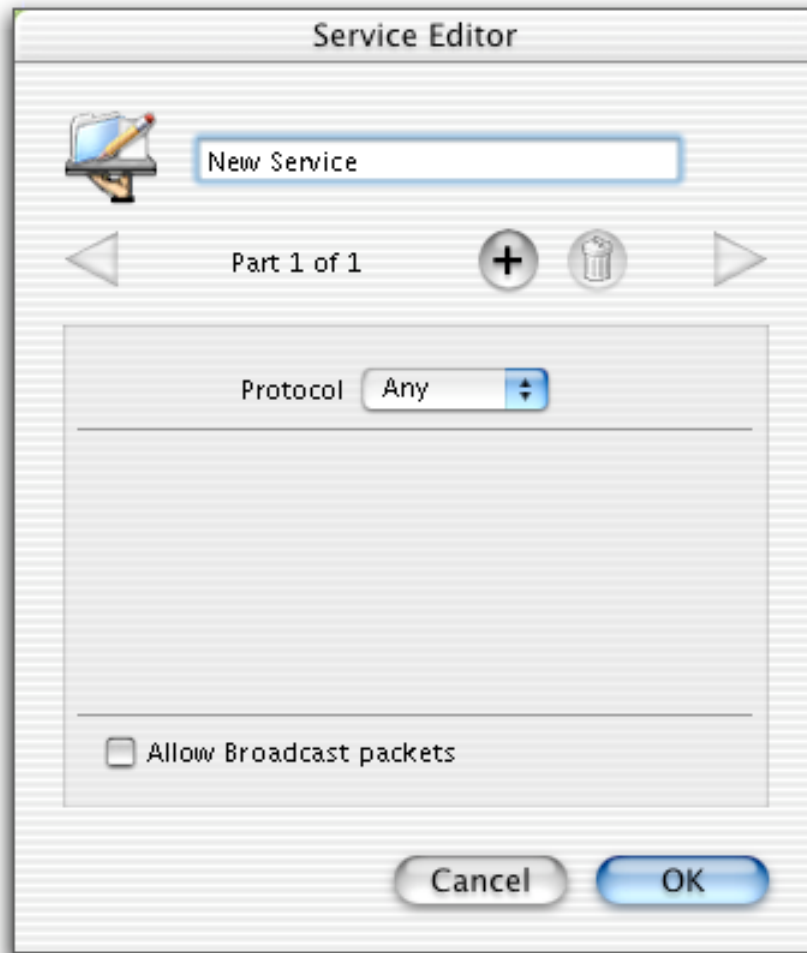 Service Editor
New Service
Part 1 of 1
Protocol Any
Allow Broadcast packets
Cancel OK